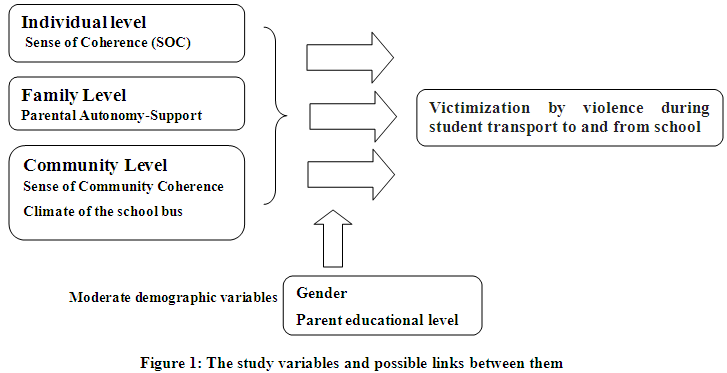 Individual level
Sense of Coherence (SOC)
Family Level
Parental Autonomy-Support
Community Level
Sense of Community Coherence
Climate of the school bus
Victimization by violence during
student transport to and from school
Moderate demographic variables
Gender
Parent educational level
Figure 1: The study variables and possible links between them